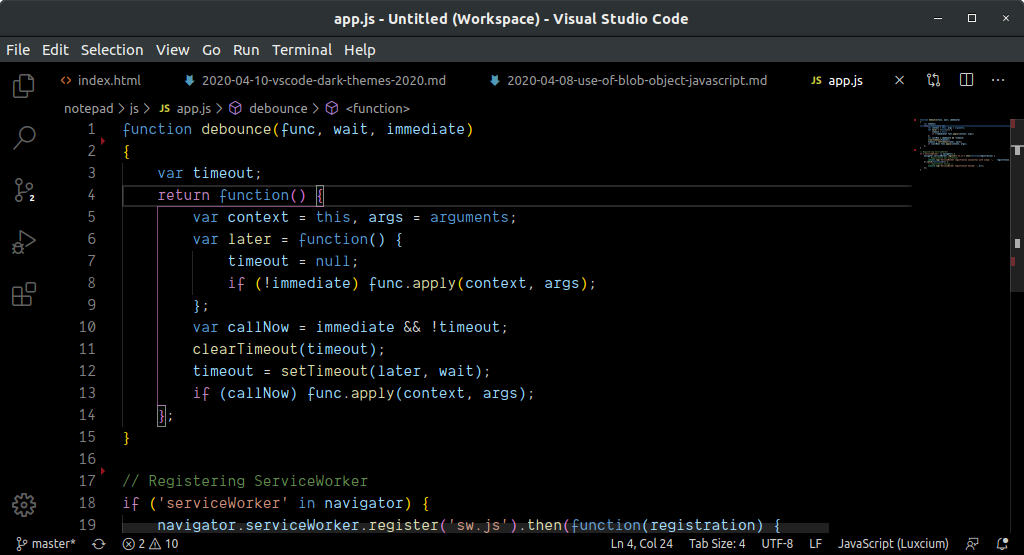 app.js - Untitled (Workspace) - Visual Studio Code
File Edit Selection View Go Run Terminal Help
<> index.html 2020-04-10-vscode-dark-themes-2020.md 2020-04-08-use-of-blob-object-javascript.md JS app.js
notepad > js > JS app.js > debounce > <function>
1 function debounce(func, wait, immediate)
2 {
3     var timeout;
4     return function() {
5         var context = this, args = arguments;
6         var later = function() {
7             timeout = null;
8             if (!immediate) func.apply(context, args);
9         };
10         var callNow = immediate && !timeout;
11         clearTimeout(timeout);
12         timeout = setTimeout(later, wait);
13         if (callNow) func.apply(context, args);
14     };
15 }
16
17 // Registering ServiceWorker
18 if ('serviceWorker' in navigator) {
19     navigator.serviceWorker.register('sw.js').then(function(registration) {
2
master* 2 10 Ln 4, Col 24 Tab Size: 4 UTF-8 LF JavaScript (Luxcium)